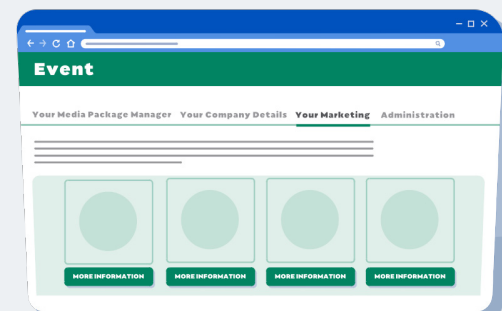 Event
Your Media Package Manager Your Company Details Your Marketing Administration
MORE INFORMATION MORE INFORMATION MORE INFORMATION MORE INFORMATION